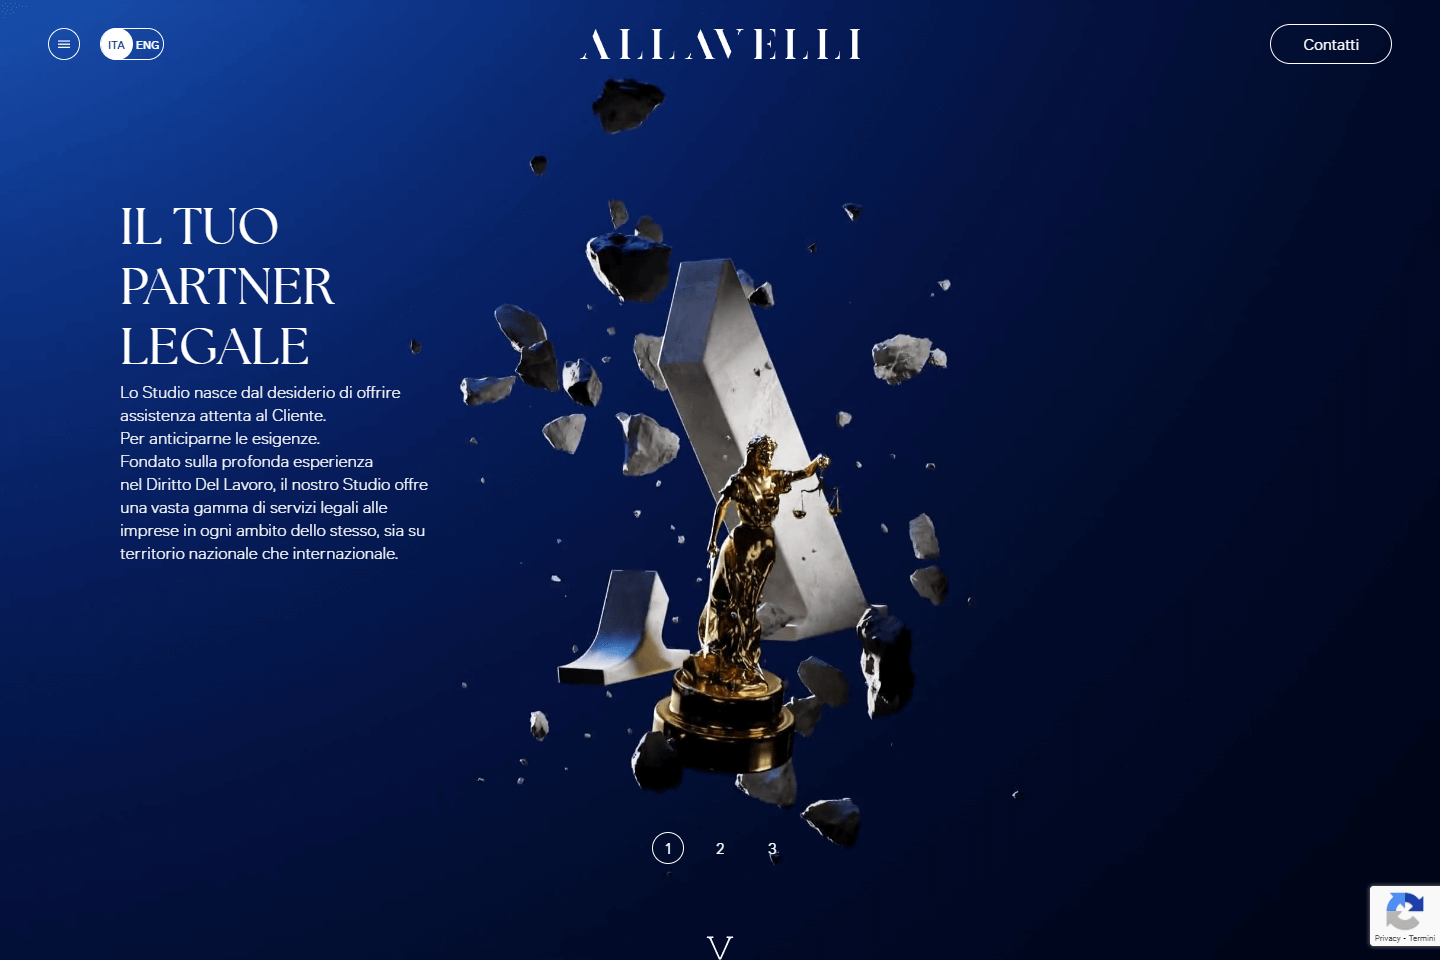 ITA ENG
ALLAVELLI
Contatti
IL TUO
PARTNER
LEGALE
Lo Studio nasce dal desiderio di offrire
assistenza attenta al Cliente.
Per anticiparne le esigenze.
Fondato sulla profonda esperienza
nel Diritto Del Lavoro, il nostro Studio offre
una vasta gamma di servizi legali alle
imprese in ogni ambito dello stesso, sia su
territorio nazionale che internazionale.
1 2 3
Privacy - Termini